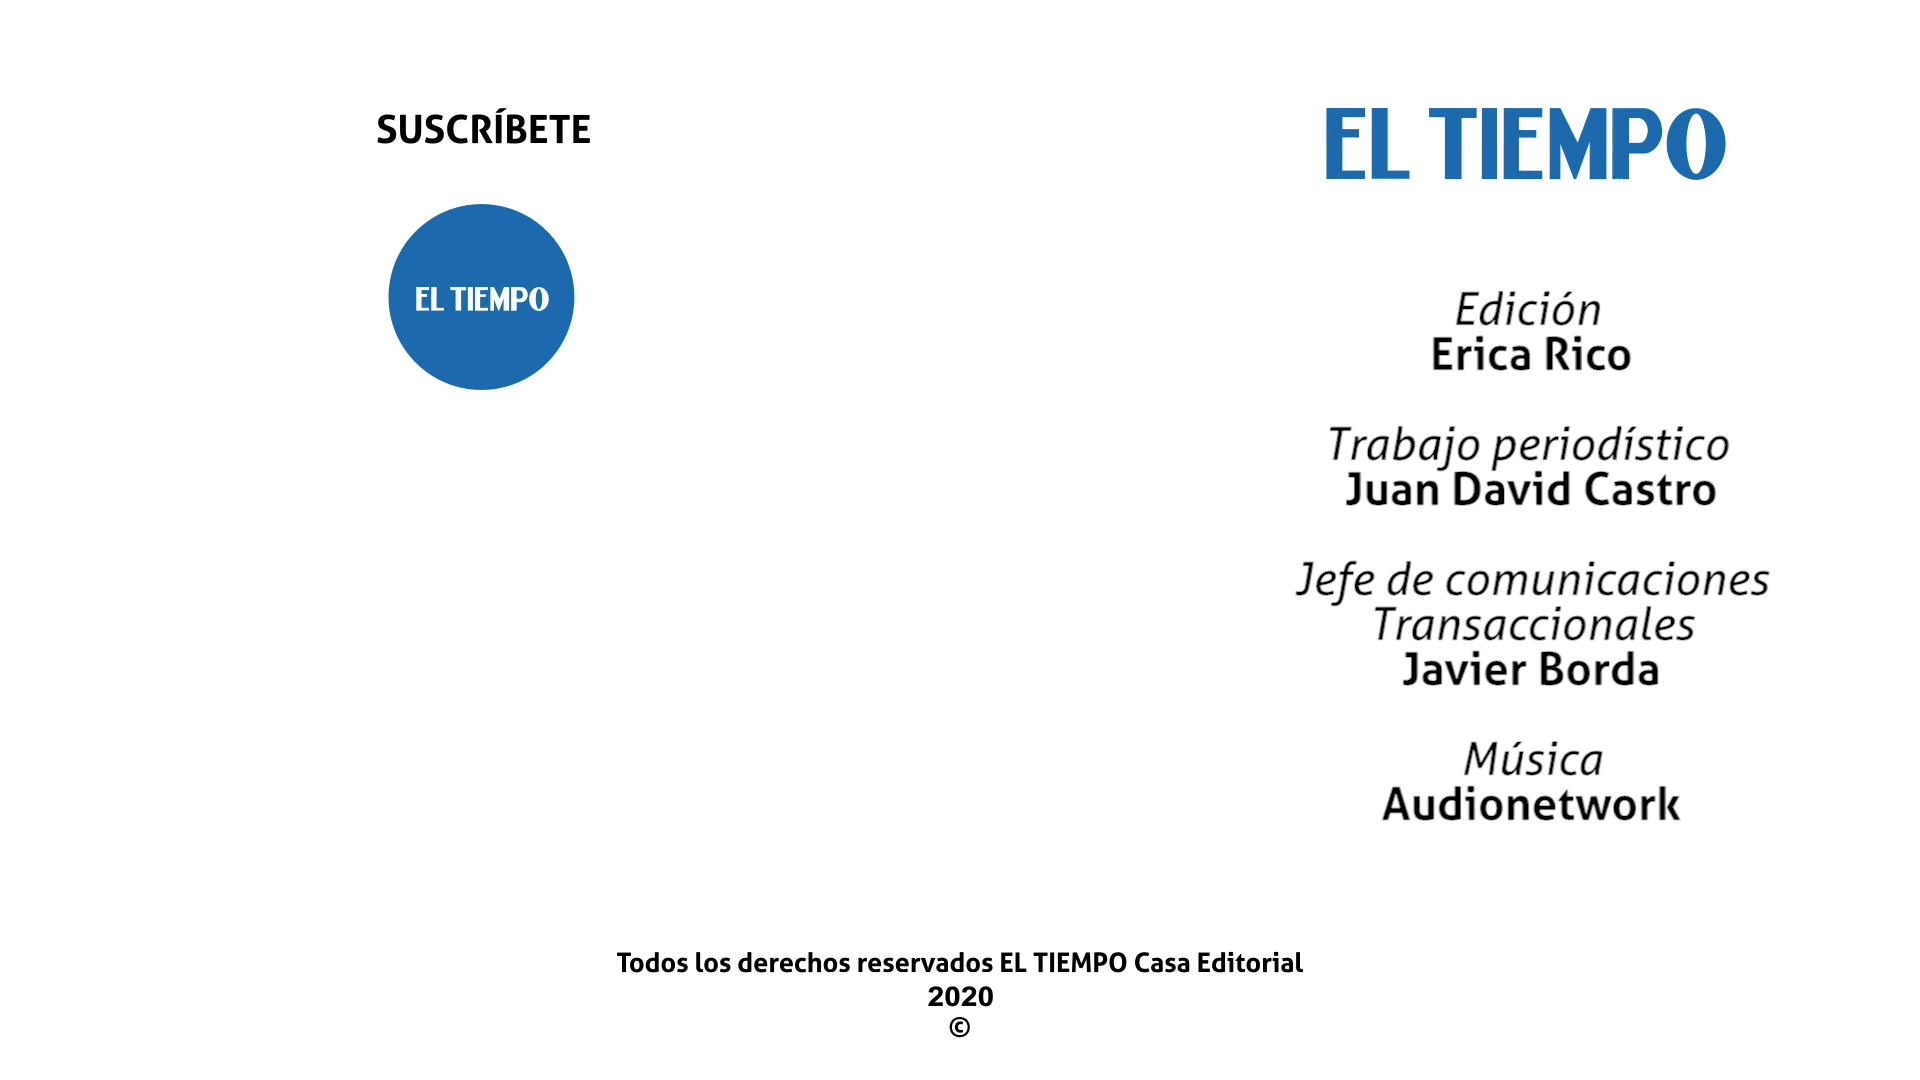 SUSCRÍBETE
EL TIEMPO
EL TIEMPO
Edición
Erica Rico
Trabajo periodístico
Juan David Castro
Jefe de comunicaciones
Transaccionales
Javier Borda
Música
Audionetwork
Todos los derechos reservados EL TIEMPO Casa Editorial
2020
©